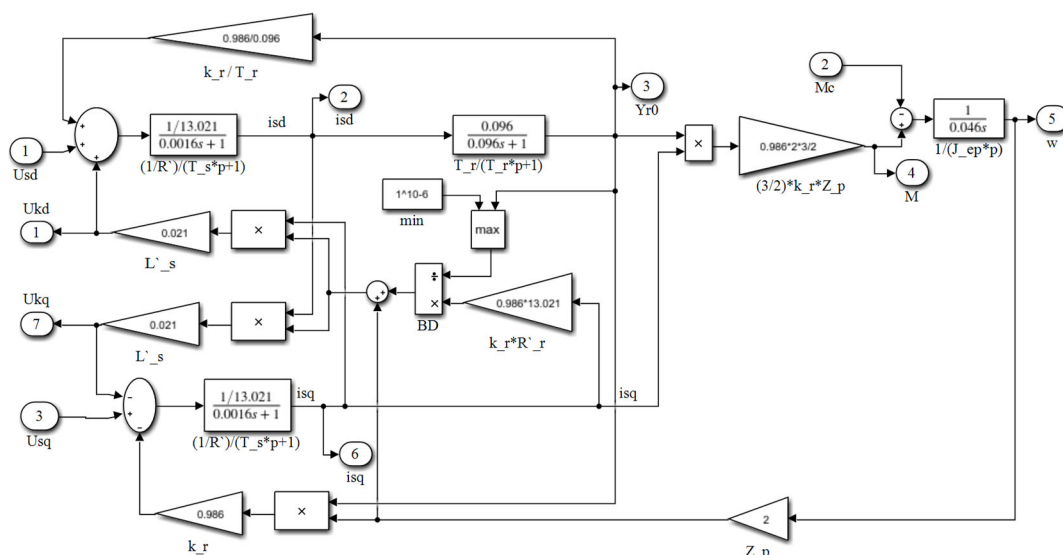 0.986/0.096
k_r / T_r
2
Mc
3
Yr0
2
isd
isd
1
Usd
+
+
+
1/13.021
0.0016s + 1
(1/R`)/(T_s*p+1)
0.096
0.096s + 1
T_r/(T_r*p+1)
×
0.986*2*3/2
(3/2)*k_r*Z_p
−
+
1
0.046s
1/(J_ep*p)
5
w
4
M
1^10-6
min
max
Ukd
1
0.021
L`_s
×
÷
×
BD
+
+
0.986*13.021
k_r*R`_r
Ukq
7
0.021
L`_s
×
3
Usq
−
+
−
1/13.021
0.0016s + 1
(1/R`)/(T_s*p+1)
isq
isq
6
isq
0.986
k_r
×
2
Z_p